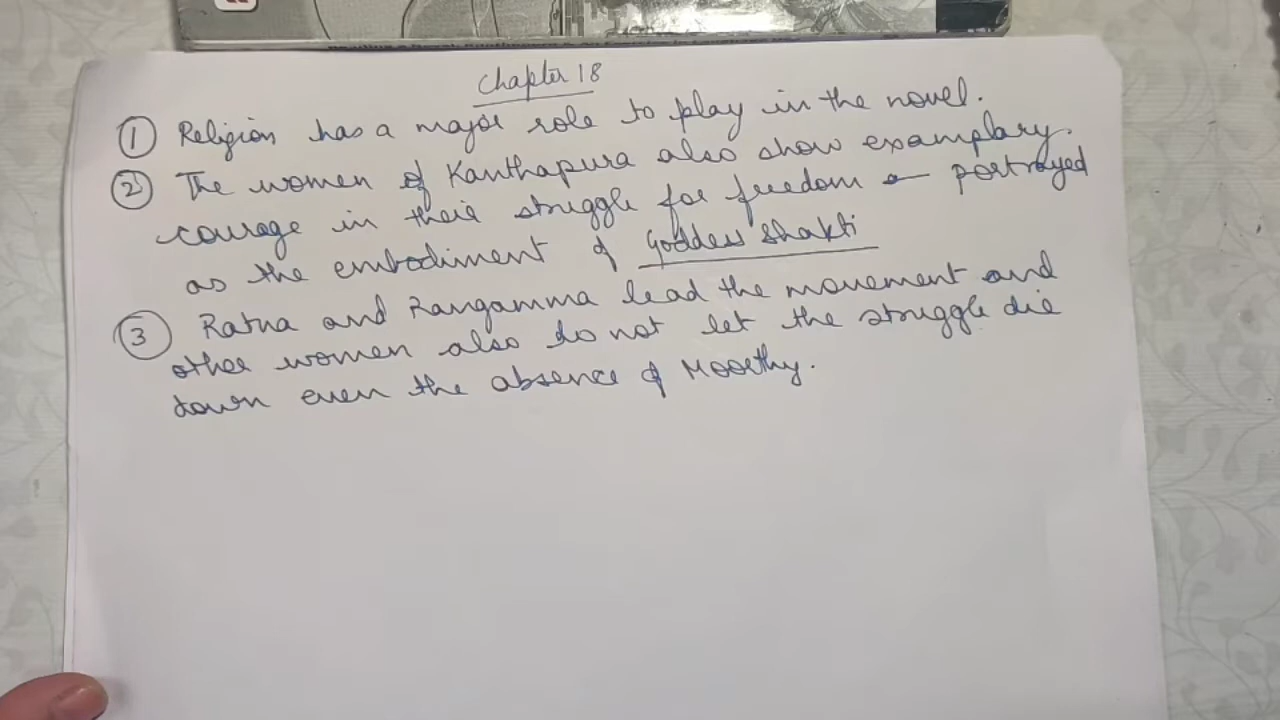 Chapter 18
① Religion has a major role to play in the novel.
② The women of Kanthapura also show examplary
courage in their struggle for freedom — portrayed
as the embodiment of Goddess Shakti
③ Ratna and Rangamma lead the movement and
other women also do not let the struggle die
down even the absence of Moorthy.